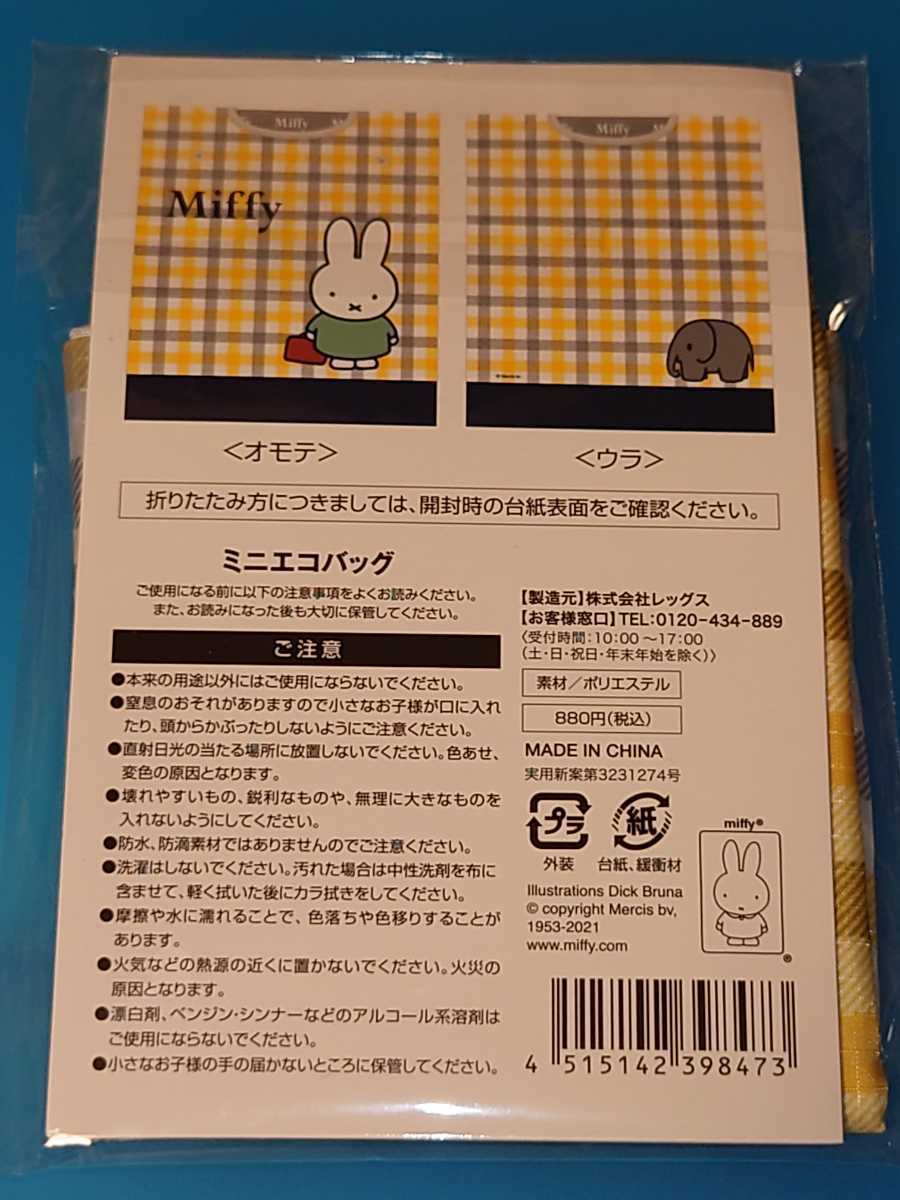 Miffy
Miffy
Miffy
<オモテ>
<ウラ>
折りたたみ方につきましては、開封時の台紙表面をご確認ください。
ミニエコバッグ
ご使用になる前に以下の注意事項をよくお読みください。
また、お読みになった後も大切に保管してください。
ご注意
●本来の用途以外にはご使用にならないでください。
●窒息のおそれがありますので小さなお子様が口に入れ
たり、頭からかぶったりしないようにご注意ください。
●直射日光の当たる場所に放置しないでください。色あせ、
変色の原因となります。
●壊れやすいもの、鋭利なものや、無理に大きなものを
入れないようにしてください。
●防水、防滴素材ではありませんのでご注意ください。
●洗濯はしないでください。汚れた場合は中性洗剤を布に
含ませて、軽く拭いた後にカラ拭きをしてください。
●摩擦や水に濡れることで、色落ちや色移りすることが
あります。
●火気などの熱源の近くに置かないでください。火災の
原因となります。
●漂白剤、ベンジン・シンナーなどのアルコール系溶剤は
ご使用にならないでください。
●小さなお子様の手の届かないところに保管してください。
【製造元】株式会社レッグス
【お客様窓口】TEL:0120-434-889
〈受付時間:10:00～17:00
(土・日・祝日・年末年始を除く)〉
素材/ポリエステル
880円(税込)
MADE IN CHINA
実用新案第3231274号
プラ
外装
紙
台紙、緩衝材
miffy®
®
Illustrations Dick Bruna
© copyright Mercis bv,
1953-2021
www.miffy.com
4 515142 398473